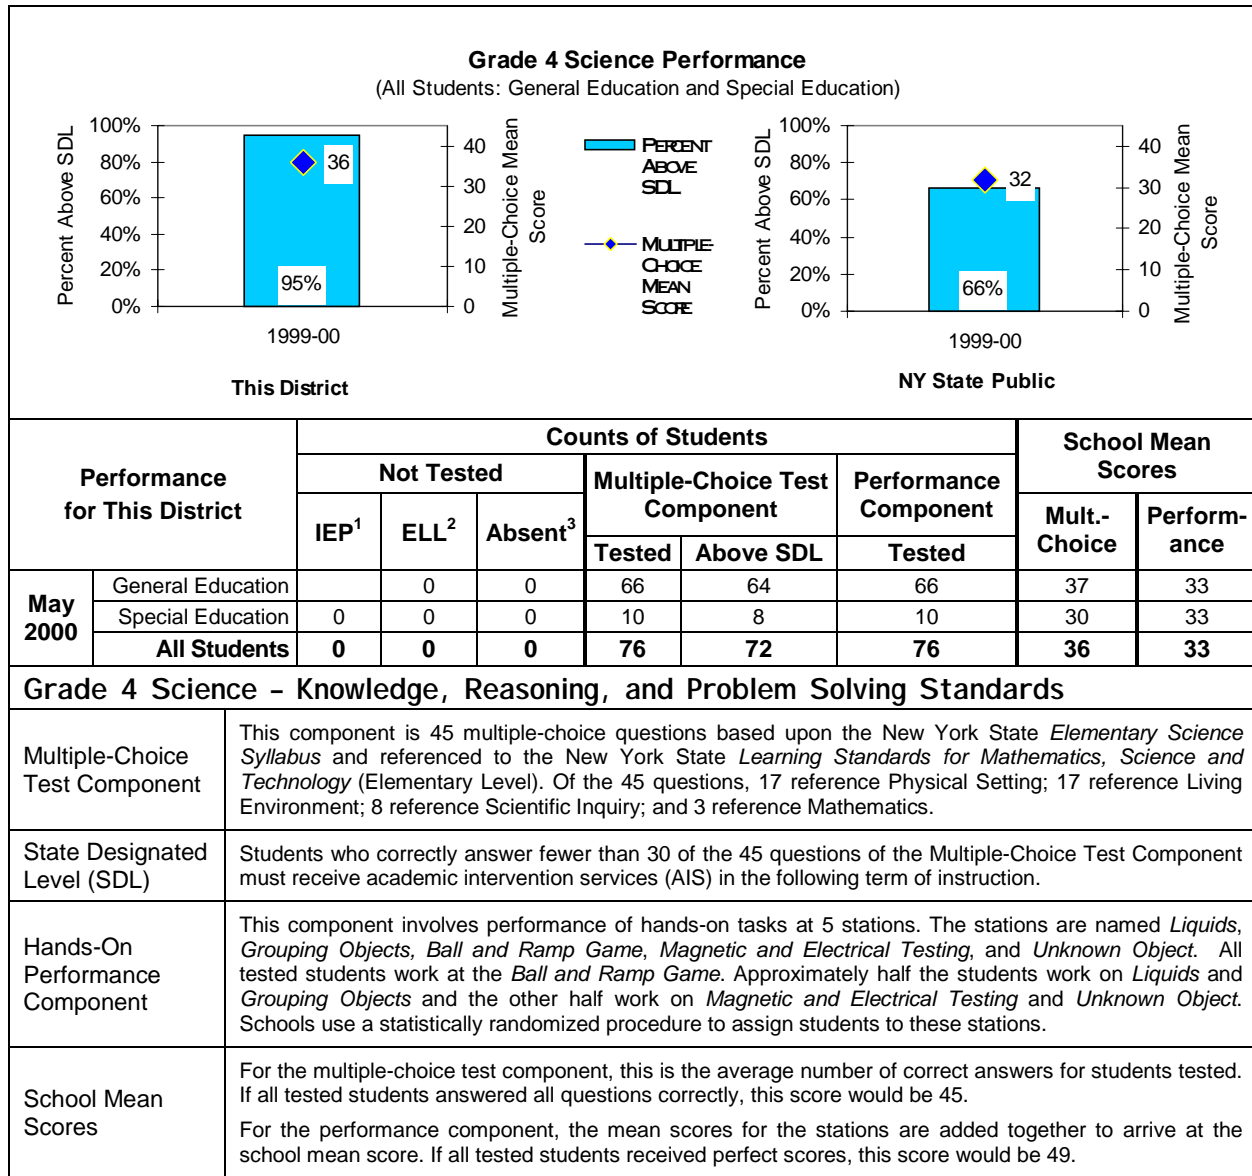 Grade 4 Science Performance
(All Students: General Education and Special Education)
Percent Above SDL
100%
80%
60%
40%
20%
0%
36
95%
40
30
20
10
0
Multiple-Choice Mean
Score
1999-00
This District
PERCENT
ABOVE
SDL
MULTIPLE-
CHOICE
MEAN
SCORE
Percent Above SDL
100%
80%
60%
40%
20%
0%
32
66%
40
30
20
10
0
Multiple-Choice Mean
Score
1999-00
NY State Public
Performance
for This District
Counts of Students
School Mean
Scores
Not Tested
Multiple-Choice Test
Component
Performance
Component
IEP1 ELL2 Absent3
Mult.-
Choice
Perform-
ance
Tested Above SDL Tested
May
2000
General Education 0 0 66 64 66 37 33
Special Education 0 0 0 10 8 10 30 33
All Students 0 0 0 76 72 76 36 33
Grade 4 Science – Knowledge, Reasoning, and Problem Solving Standards
Multiple-Choice
Test Component
This component is 45 multiple-choice questions based upon the New York State Elementary Science
Syllabus and referenced to the New York State Learning Standards for Mathematics, Science and
Technology (Elementary Level). Of the 45 questions, 17 reference Physical Setting; 17 reference Living
Environment; 8 reference Scientific Inquiry; and 3 reference Mathematics.
State Designated
Level (SDL)
Students who correctly answer fewer than 30 of the 45 questions of the Multiple-Choice Test Component
must receive academic intervention services (AIS) in the following term of instruction.
Hands-On
Performance
Component
This component involves performance of hands-on tasks at 5 stations. The stations are named Liquids,
Grouping Objects, Ball and Ramp Game, Magnetic and Electrical Testing, and Unknown Object. All
tested students work at the Ball and Ramp Game. Approximately half the students work on Liquids and
Grouping Objects and the other half work on Magnetic and Electrical Testing and Unknown Object.
Schools use a statistically randomized procedure to assign students to these stations.
School Mean
Scores
For the multiple-choice test component, this is the average number of correct answers for students tested.
If all tested students answered all questions correctly, this score would be 45.
For the performance component, the mean scores for the stations are added together to arrive at the
school mean score. If all tested students received perfect scores, this score would be 49.